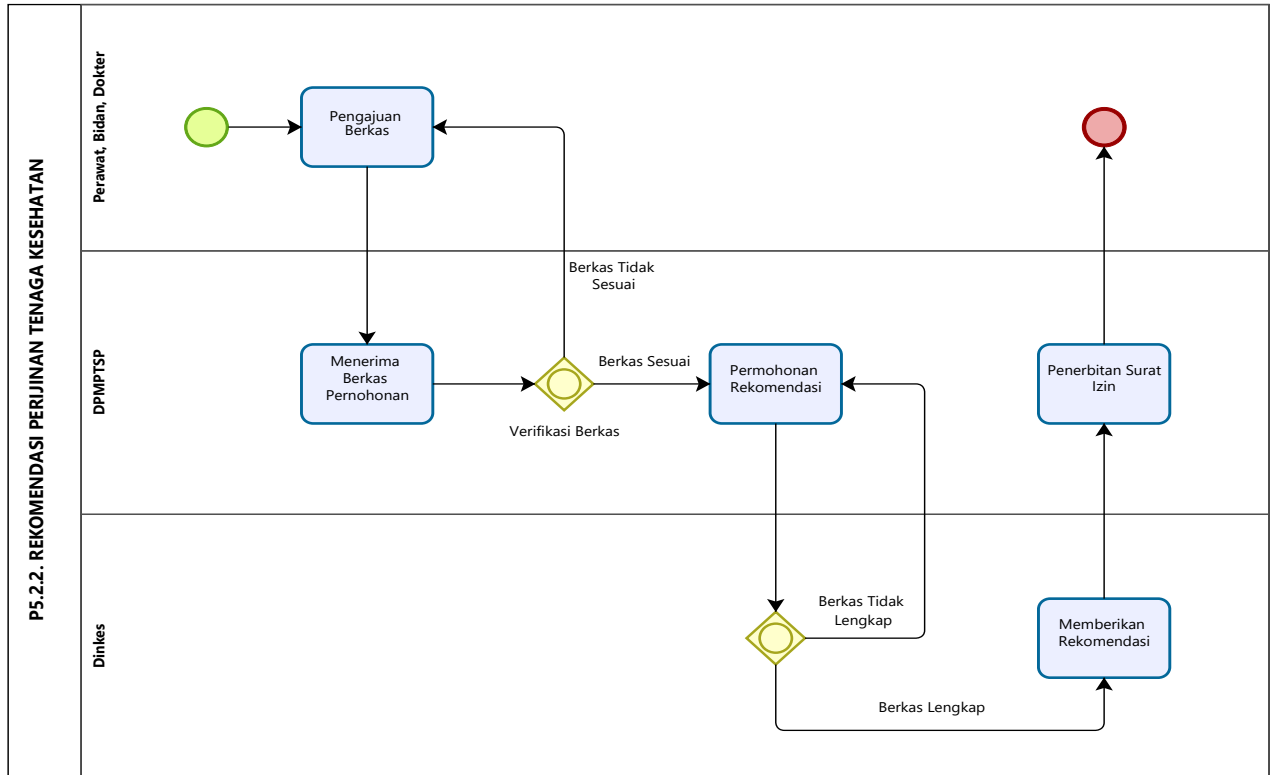 P5.2.2. REKOMENDASI PERIJINAN TENAGA KESEHATAN
Perawat, Bidan, Dokter
Pengajuan
Berkas
DPMPTSP
Berkas Tidak
Sesuai
Menerima
Berkas
Pernohonan
Verifikasi Berkas
Berkas Sesuai
Permohonan
Rekomendasi
Penerbitan Surat
Izin
Dinkes
Berkas Tidak
Lengkap
Berkas Lengkap
Memberikan
Rekomendasi